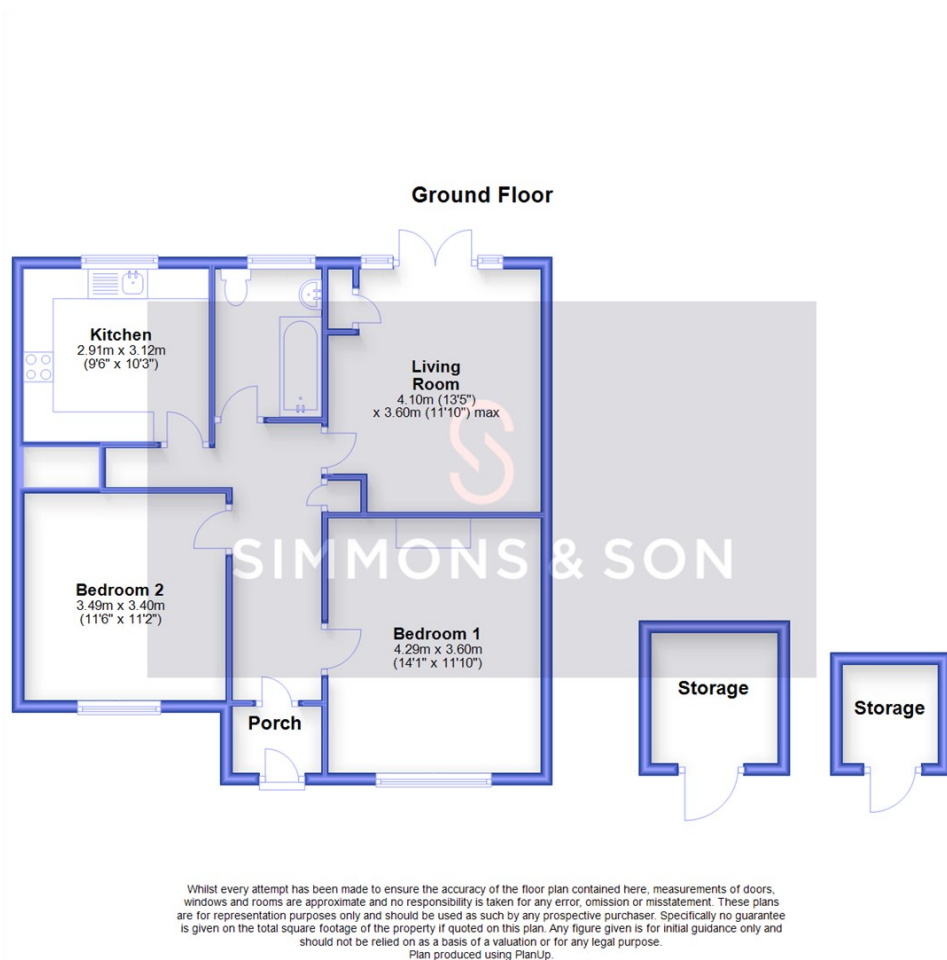 Ground Floor
Kitchen
2.91m x 3.12m
(9'6" x 10'3")
Living
Room
4.10m (13'5")
x 3.60m (11'10") max
SIMMONS & SON
Bedroom 2
3.49m x 3.40m
(11'6" x 11'2")
Bedroom 1
4.29m x 3.60m
(14'1" x 11'10")
Porch
Storage
Storage
Whilst every attempt has been made to ensure the accuracy of the floor plan contained here, measurements of doors,
windows and rooms are approximate and no responsibility is taken for any error, omission or misstatement. These plans
are for representation purposes only and should be used as such by any prospective purchaser. Specifically no guarantee
is given on the total square footage of the property if quoted on this plan. Any figure given is for initial guidance only and
should not be relied on as a basis of a valuation or for any legal purpose.
Plan produced using PlanUp.